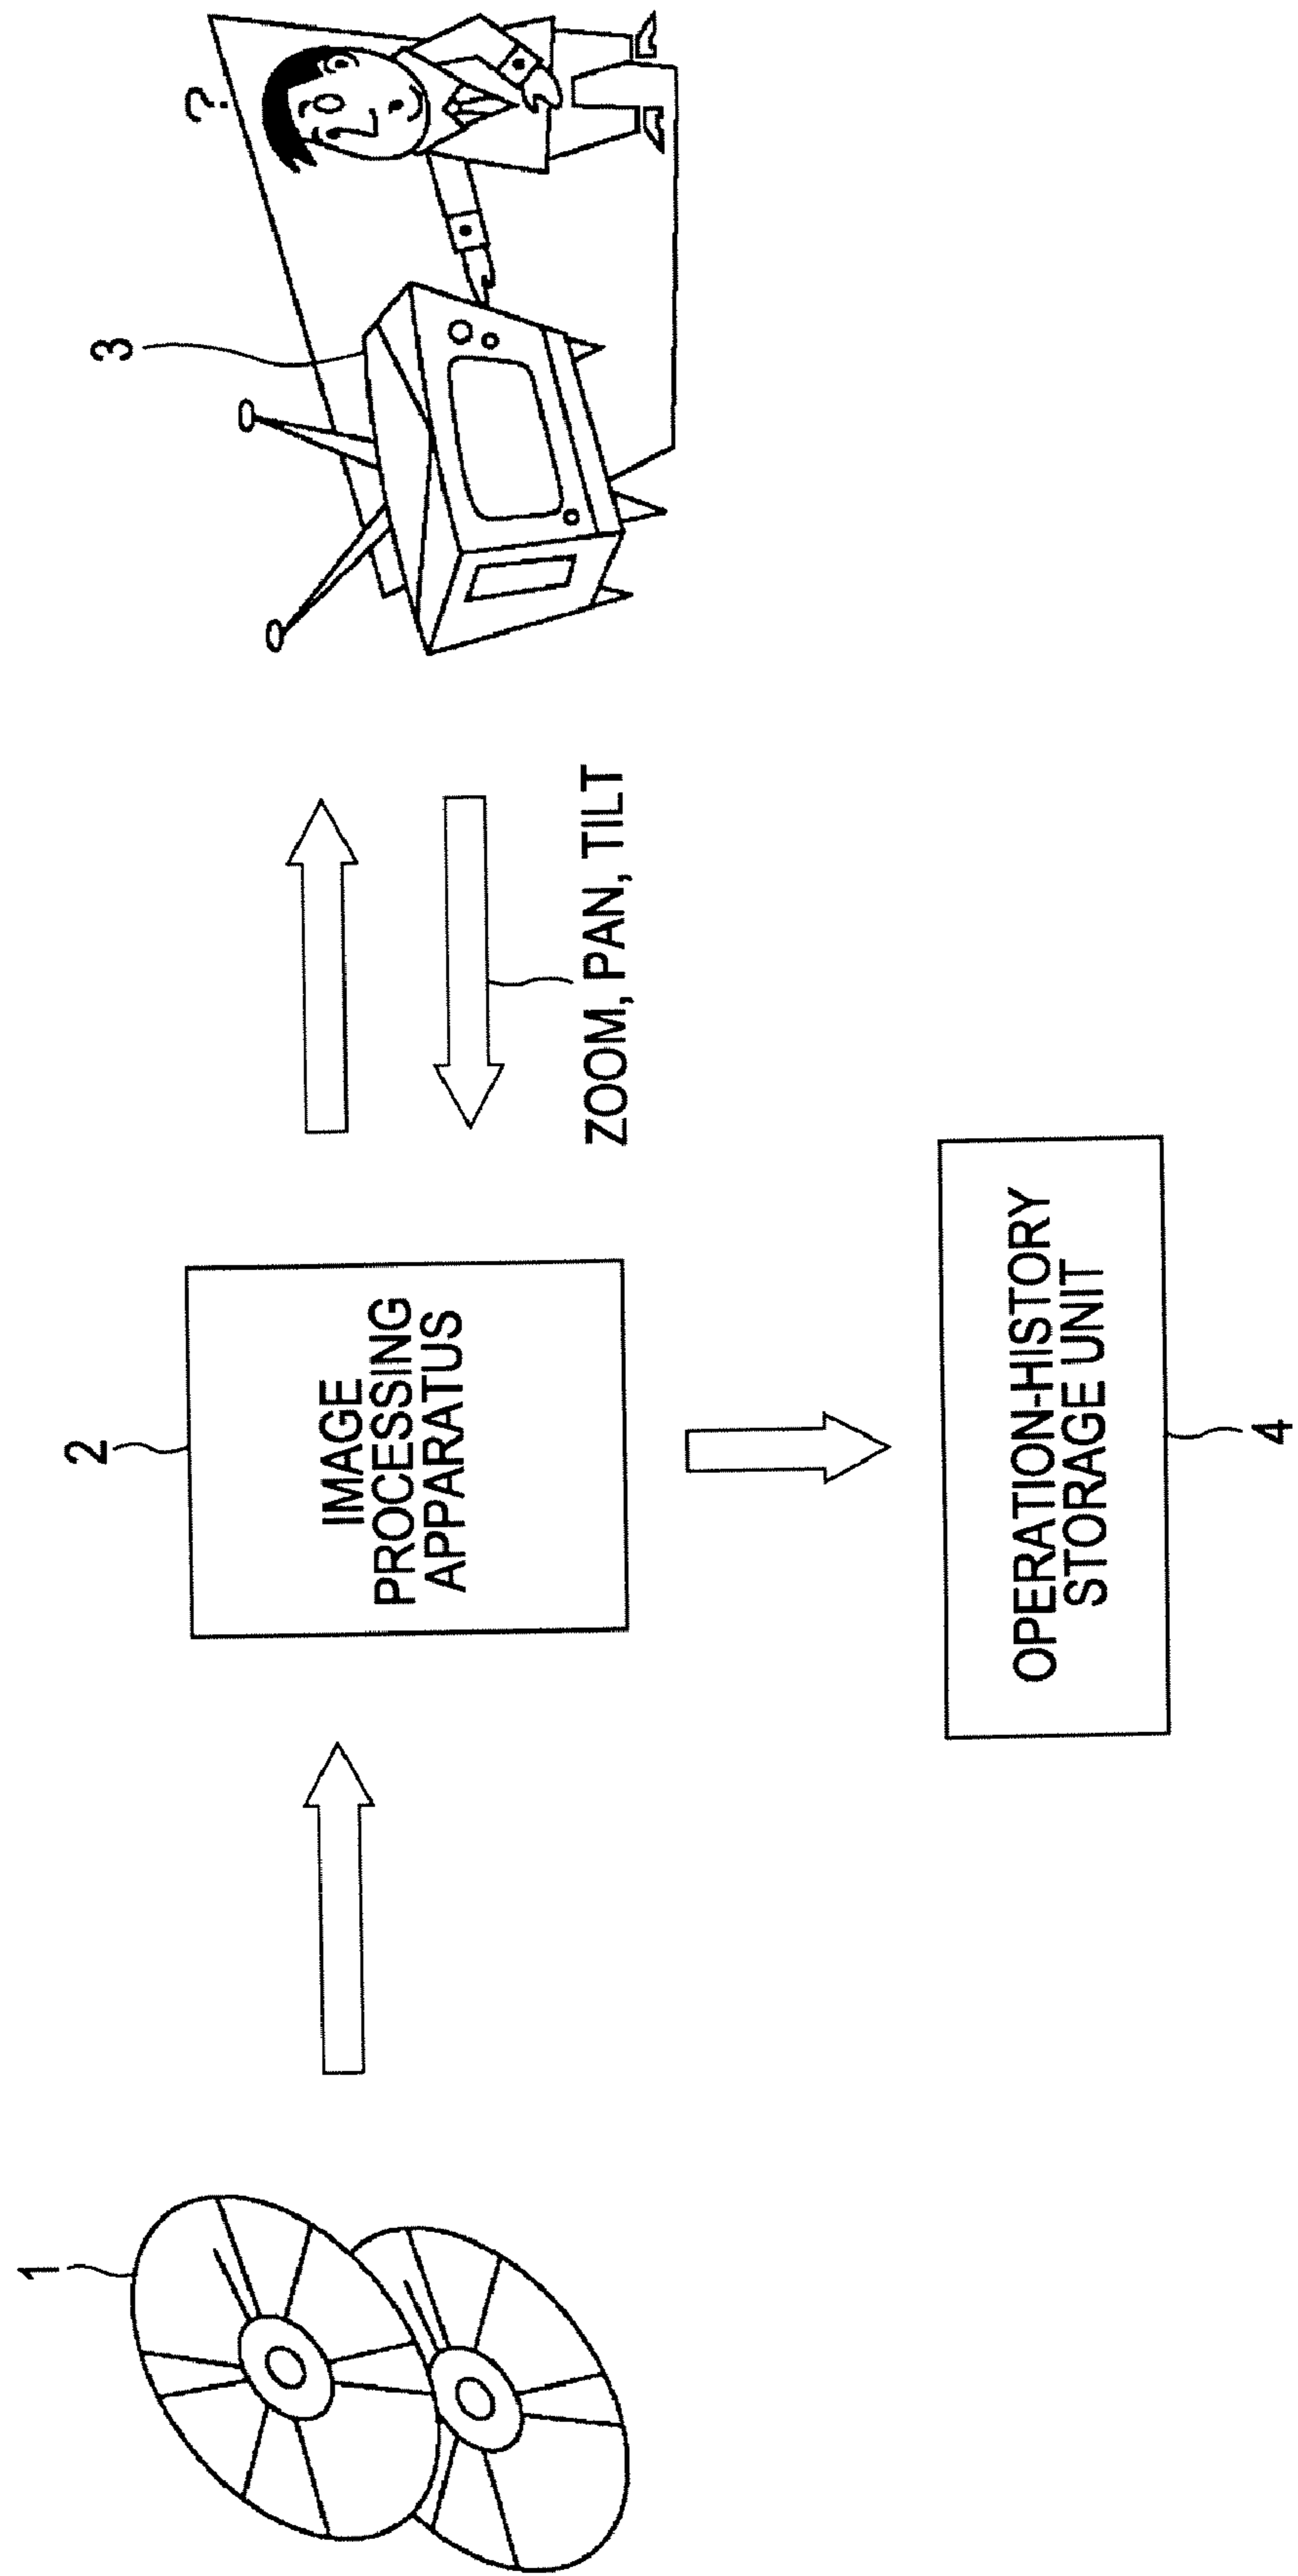 1
2
IMAGE
PROCESSING
APPARATUS
3
?
ZOOM, PAN, TILT
OPERATION-HISTORY
STORAGE UNIT
4